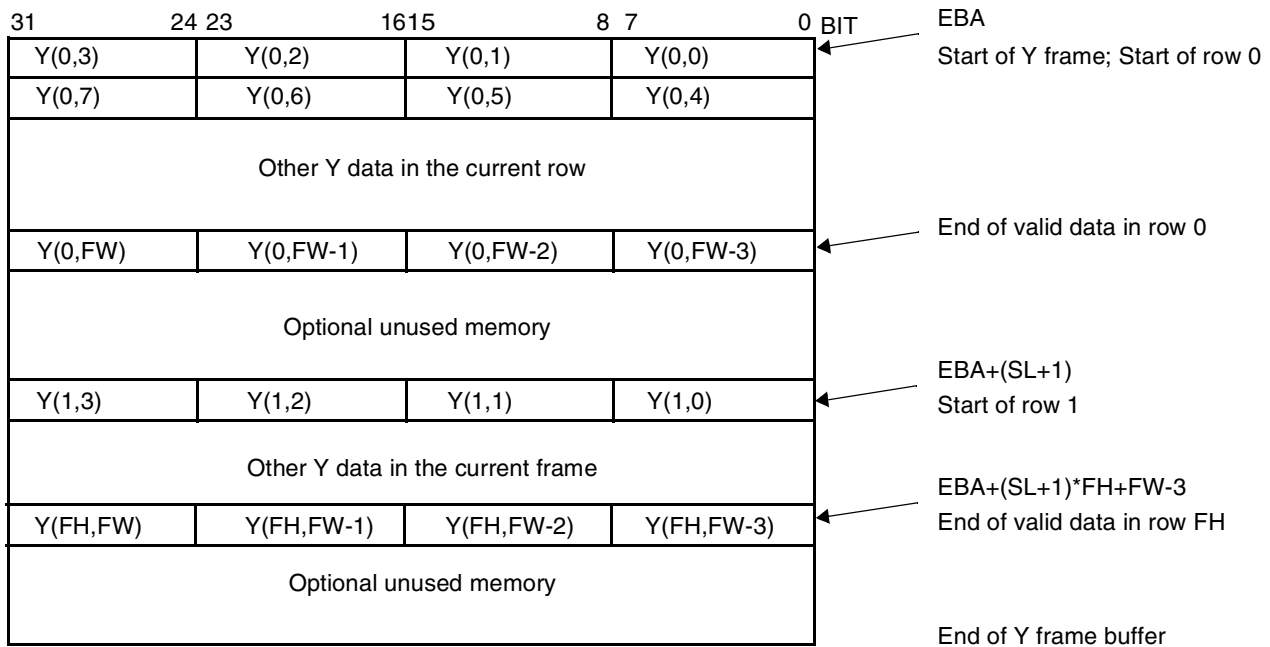 31 24 23 1615 8 7 0 BIT
EBA
Y(0,3) Y(0,2) Y(0,1) Y(0,0)
Start of Y frame; Start of row 0
Y(0,7) Y(0,6) Y(0,5) Y(0,4)
Other Y data in the current row
End of valid data in row 0
Y(0,FW) Y(0,FW-1) Y(0,FW-2) Y(0,FW-3)
Optional unused memory
EBA+(SL+1)
Y(1,3) Y(1,2) Y(1,1) Y(1,0)
Start of row 1
Other Y data in the current frame
EBA+(SL+1)*FH+FW-3
Y(FH,FW) Y(FH,FW-1) Y(FH,FW-2) Y(FH,FW-3)
End of valid data in row FH
Optional unused memory
End of Y frame buffer